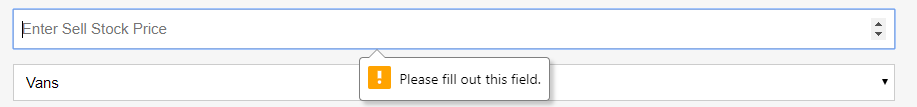 Enter Sell Stock Price
Please fill out this field.
Vans